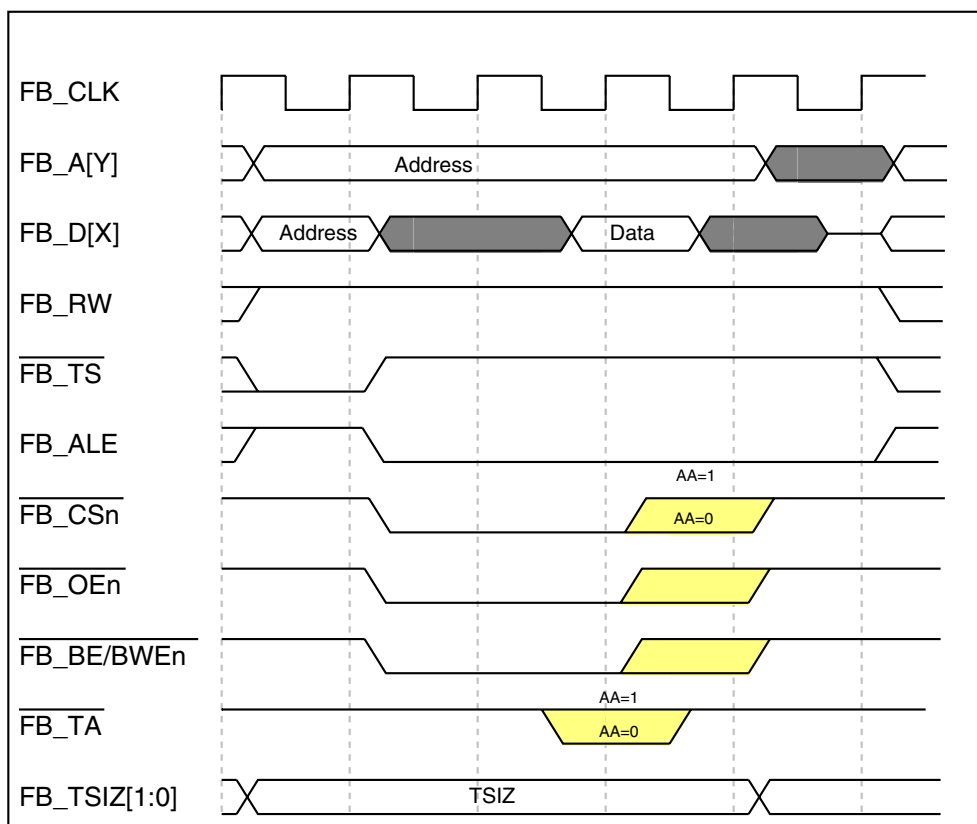 FB_CLK
FB_A[Y]
Address
FB_D[X]
Address
Data
FB_RW
FB_TS
FB_ALE
AA=1
FB_CSn
AA=0
FB_OEn
FB_BE/BWEn
AA=1
FB_TA
AA=0
FB_TSIZ[1:0]
TSIZ